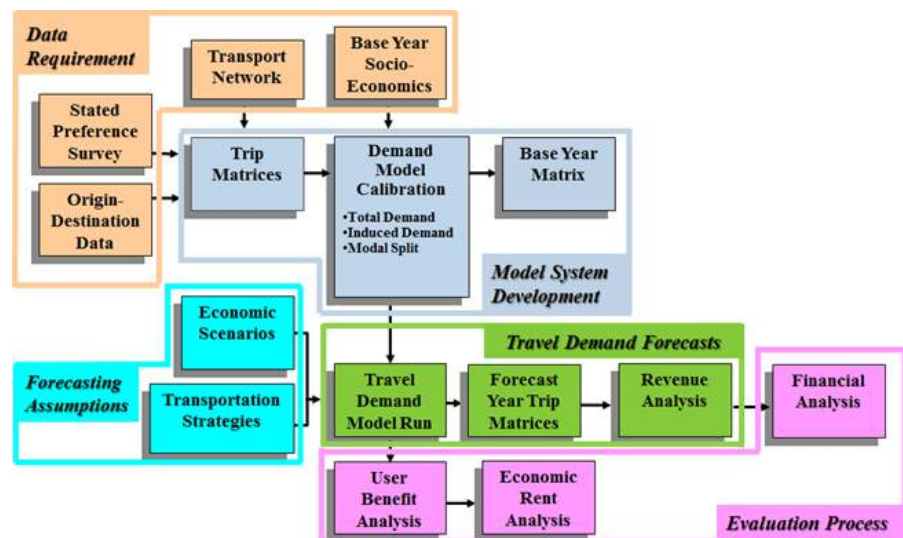 Data
Requirement
Transport
Network
Base Year
Socio-
Economics
Stated
Preference
Survey
Origin-
Destination
Data
Trip
Matrices
Demand
Model
Calibration
•Total Demand
•Induced Demand
•Modal Split
Base Year
Matrix
Model System
Development
Economic
Scenarios
Forecasting
Assumptions
Transportation
Strategies
Travel Demand Forecasts
Travel
Demand
Model Run
Forecast
Year Trip
Matrices
Revenue
Analysis
Financial
Analysis
User
Benefit
Analysis
Economic
Rent Analysis
Evaluation Process